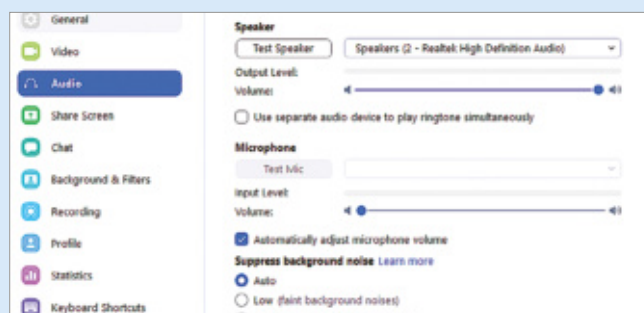 General
Video
Audio
Share Screen
Chat
Background & Filters
Recording
Profile
Statistics
Keyboard Shortcuts
Speaker
Test Speaker
Speakers (2 - Realtek High Definition Audio)
Output Level:
Volume:
Use separate audio device to play ringtone simultaneously
Microphone
Test Mic
Input Level:
Volume:
Automatically adjust microphone volume
Suppress background noise Learn more
Auto
Low (faint background noises)